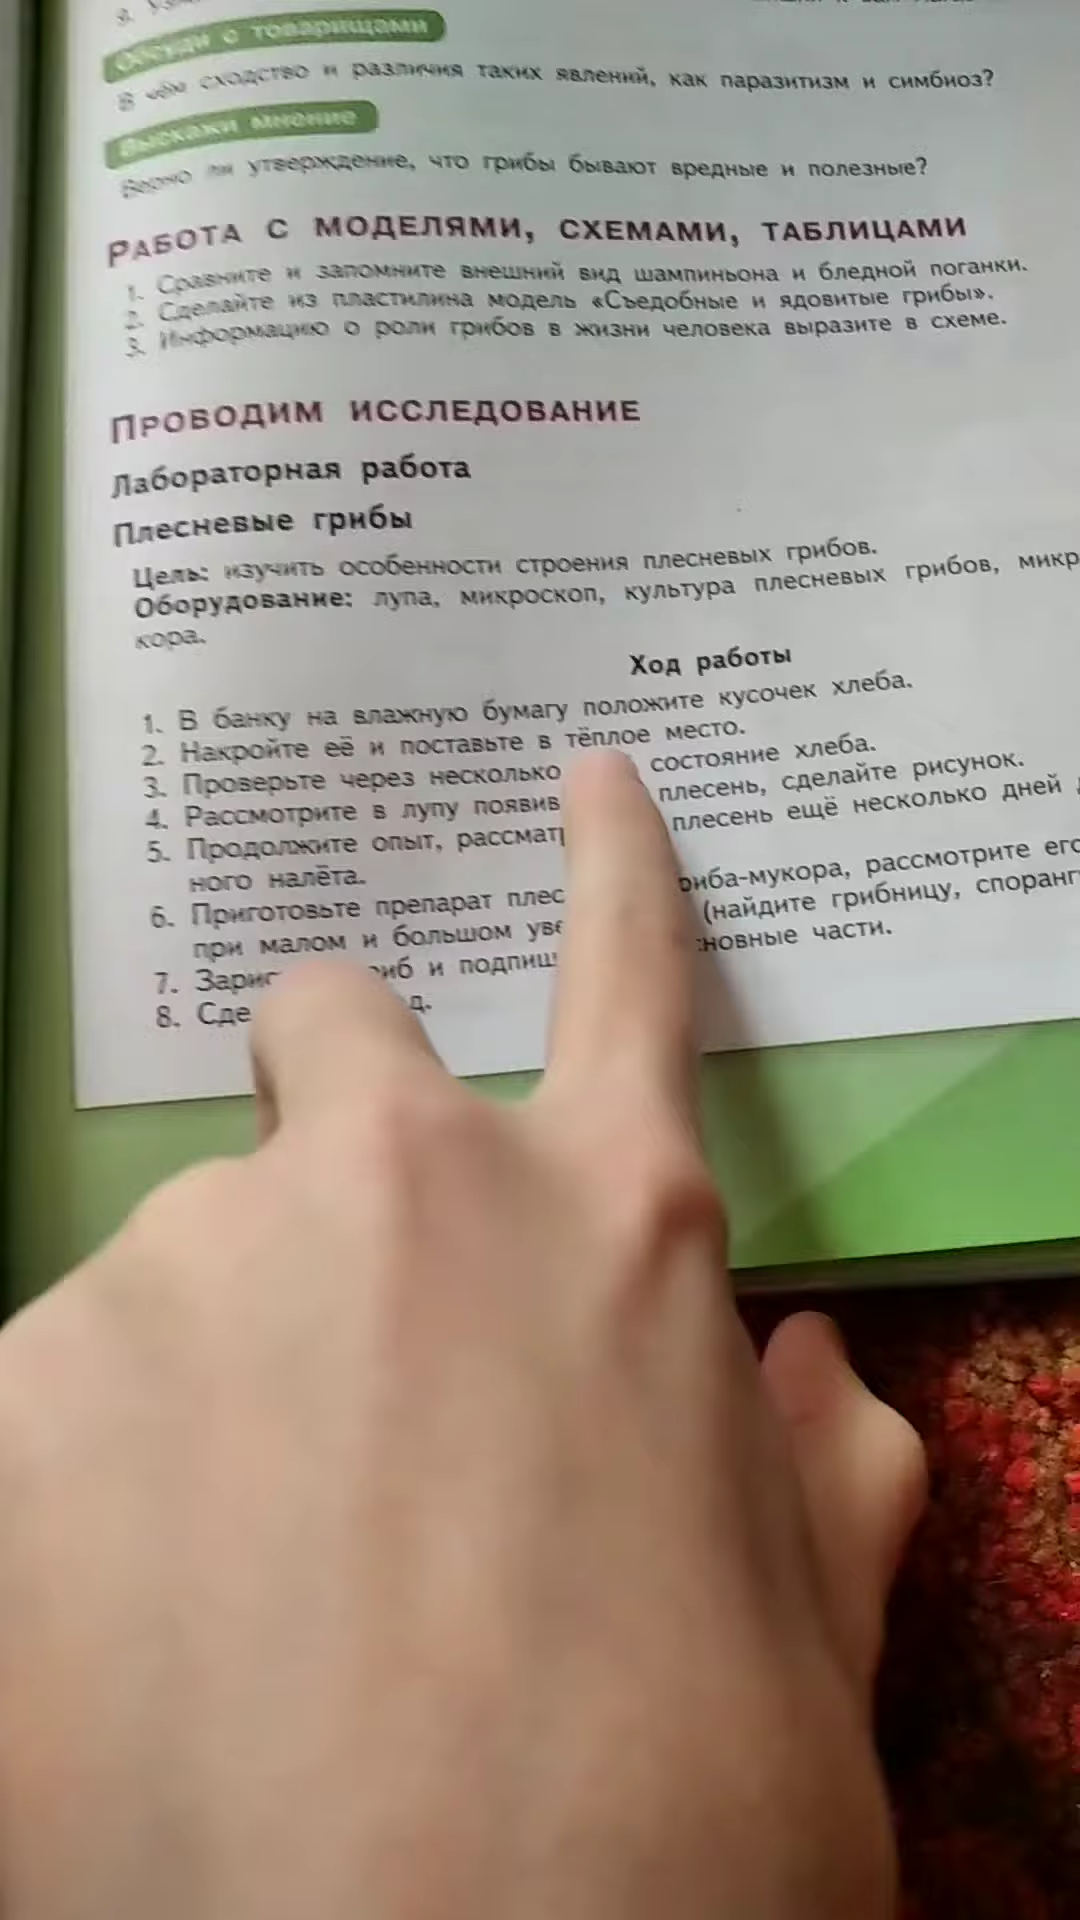 Обсуди с товарищами
В чём сходство и различия таких явлений, как паразитизм и симбиоз?
Выскажи мнение
Верно ли утверждение, что грибы бывают вредные и полезные?
РАБОТА С МОДЕЛЯМИ, СХЕМАМИ, ТАБЛИЦАМИ
1. Сравните и запомните внешний вид шампиньона и бледной поганки.
2. Сделайте из пластилина модель «Съедобные и ядовитые грибы».
3. Информацию о роли грибов в жизни человека выразите в схеме.
ПРОВОДИМ ИССЛЕДОВАНИЕ
Лабораторная работа
Плесневые грибы
Цель: изучить особенности строения плесневых грибов.
Оборудование: лупа, микроскоп, культура плесневых грибов, микр
кора.
Ход работы
1. В банку на влажную бумагу положите кусочек хлеба.
2. Накройте её и поставьте в тёплое место.
3. Проверьте через несколько состояние хлеба.
4. Рассмотрите в лупу появив плесень, сделайте рисунок.
5. Продолжите опыт, рассмат плесень ещё несколько дней
ного налёта.
6. Приготовьте препарат плес риба-мукора, рассмотрите его
при малом и большом уве (найдите грибницу, споранг
7. Зарис иб и подпиш сновные части.
8. Сде д.